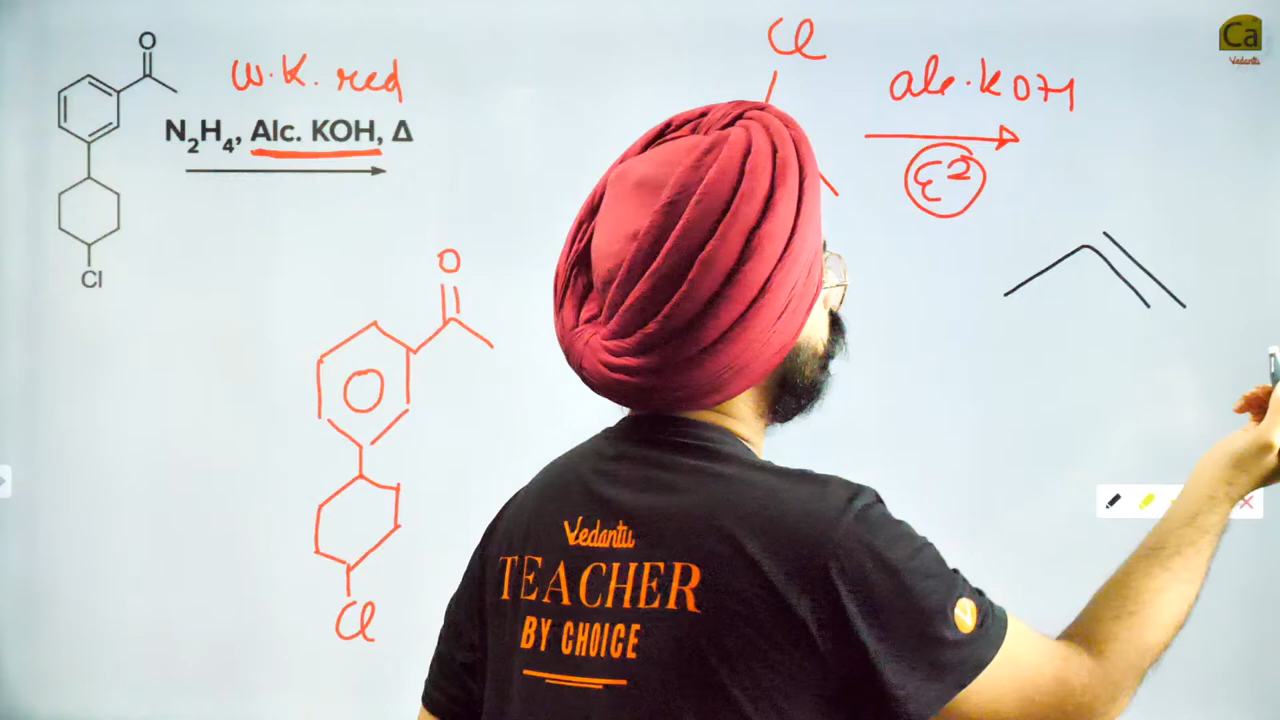 O
W.K. red
N₂H₄, Alc. KOH, Δ
Cl
O
Cl
Cl
alc. KOH
E2
Ca
Vedantu
Vedantu
TEACHER
BY CHOICE